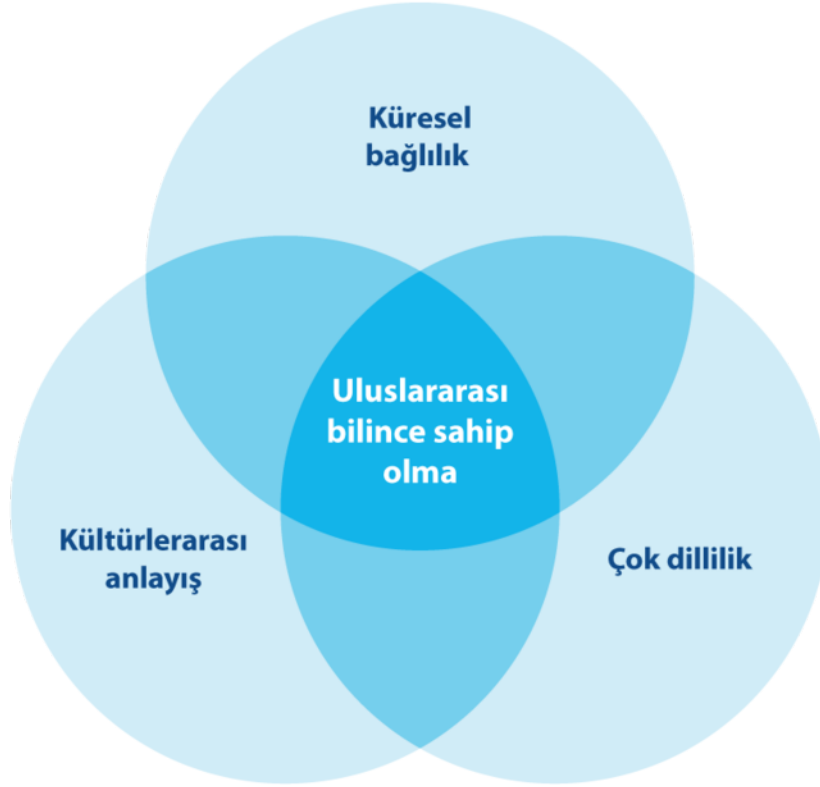 Küresel
bağlılık
Uluslararası
bilince sahip
olma
Kültürlerarası
anlayış
Çok dillilik